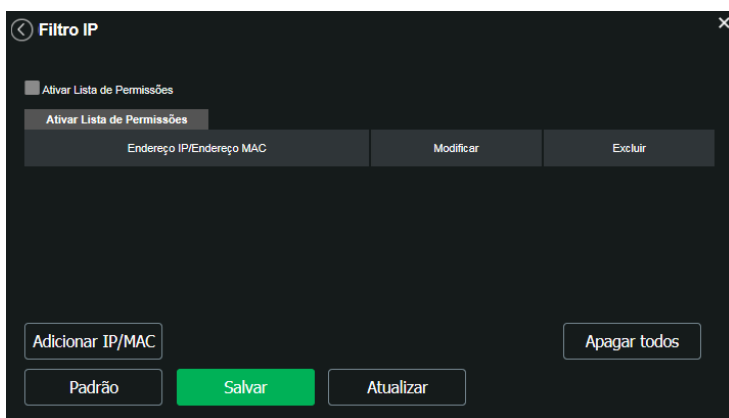 Filtro IP
Ativar Lista de Permissões
Ativar Lista de Permissões
Endereço IP/Endereço MAC Modificar Excluir
Adicionar IP/MAC Apagar todos
Padrão Salvar Atualizar